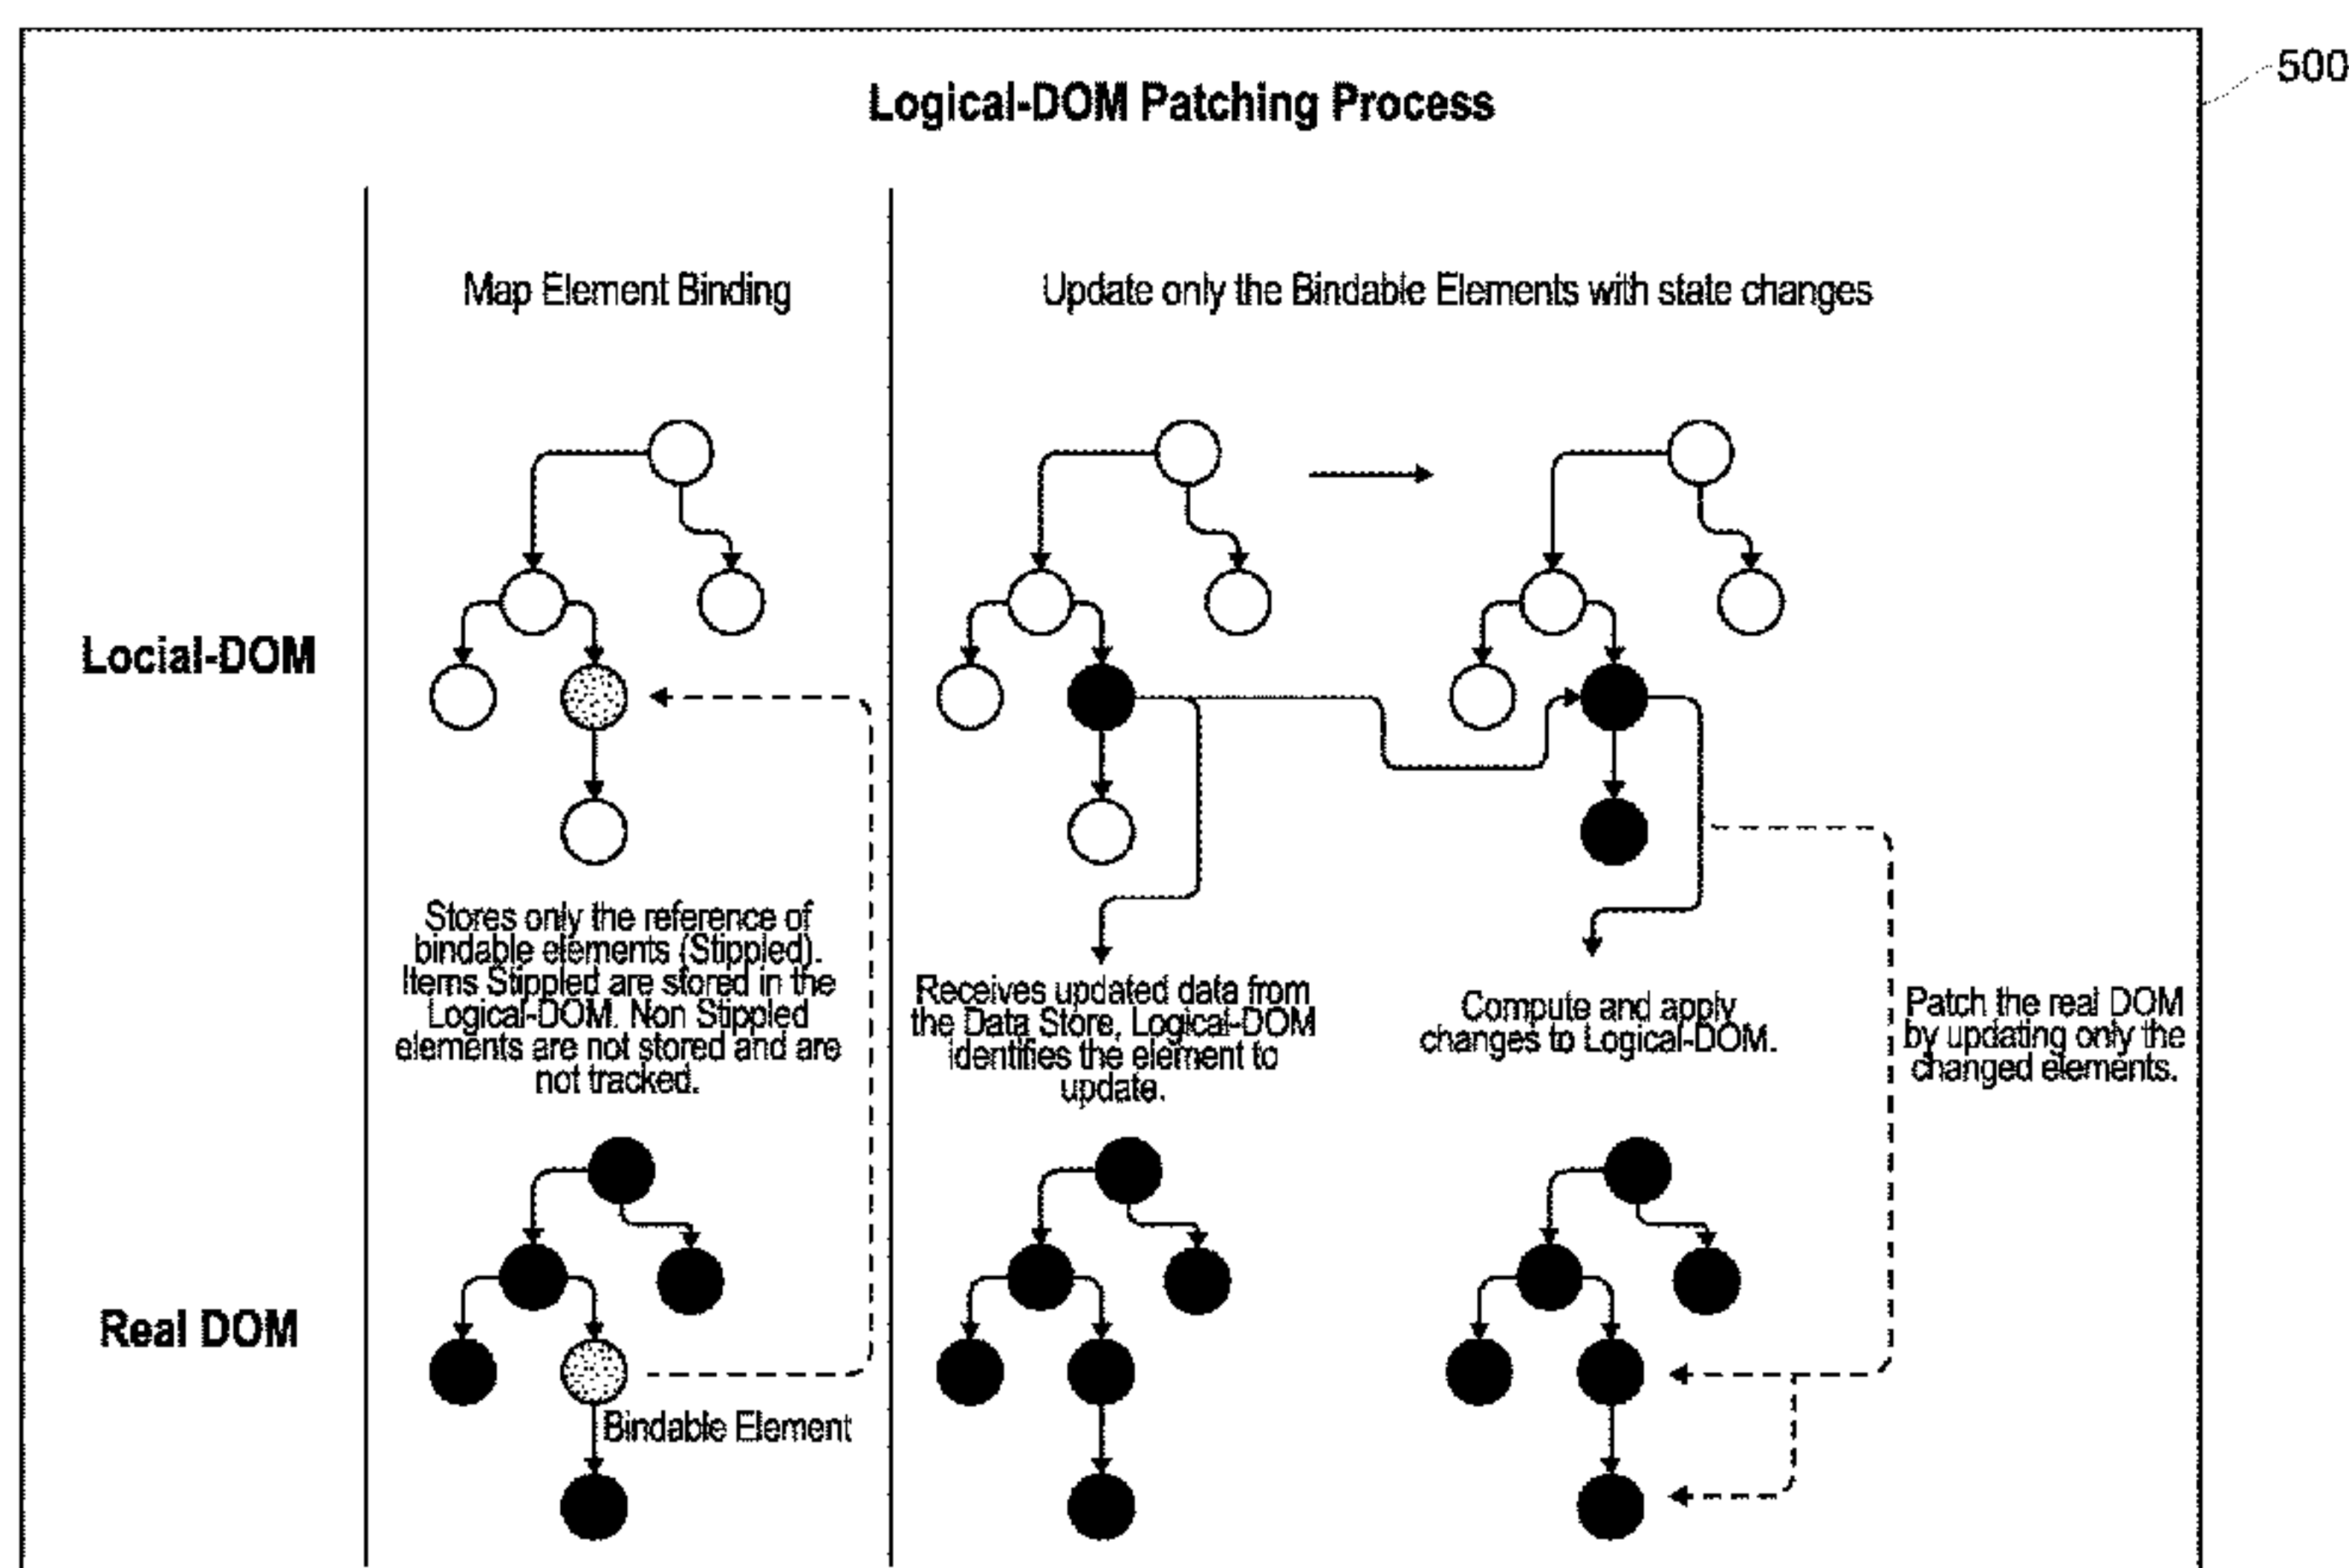 500
Logical-DOM Patching Process
Map Element Binding
Update only the Bindable Elements with state changes
Locial-DOM
Stores only the reference of
bindable elements (Stippled).
Items Stippled are stored in the
Logical-DOM. Non Stippled
elements are not stored and are
not tracked.
Receives updated data from
the Data Store, Logical-DOM
identifies the element to
update.
Compute and apply
changes to Logical-DOM.
Patch the real DOM
by updating only the
changed elements.
Real DOM
Bindable Element